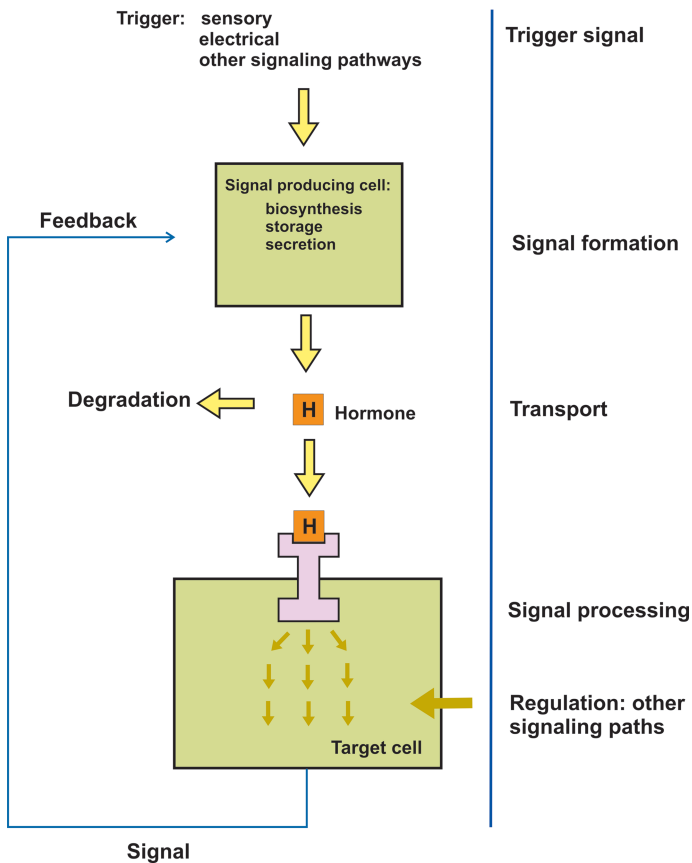 Trigger: sensory
electrical
other signaling pathways
Trigger signal
Signal producing cell:
biosynthesis
storage
secretion
Feedback
Signal formation
Degradation
H
Hormone
Transport
H
Signal processing
Regulation: other
signaling paths
Target cell
Signal